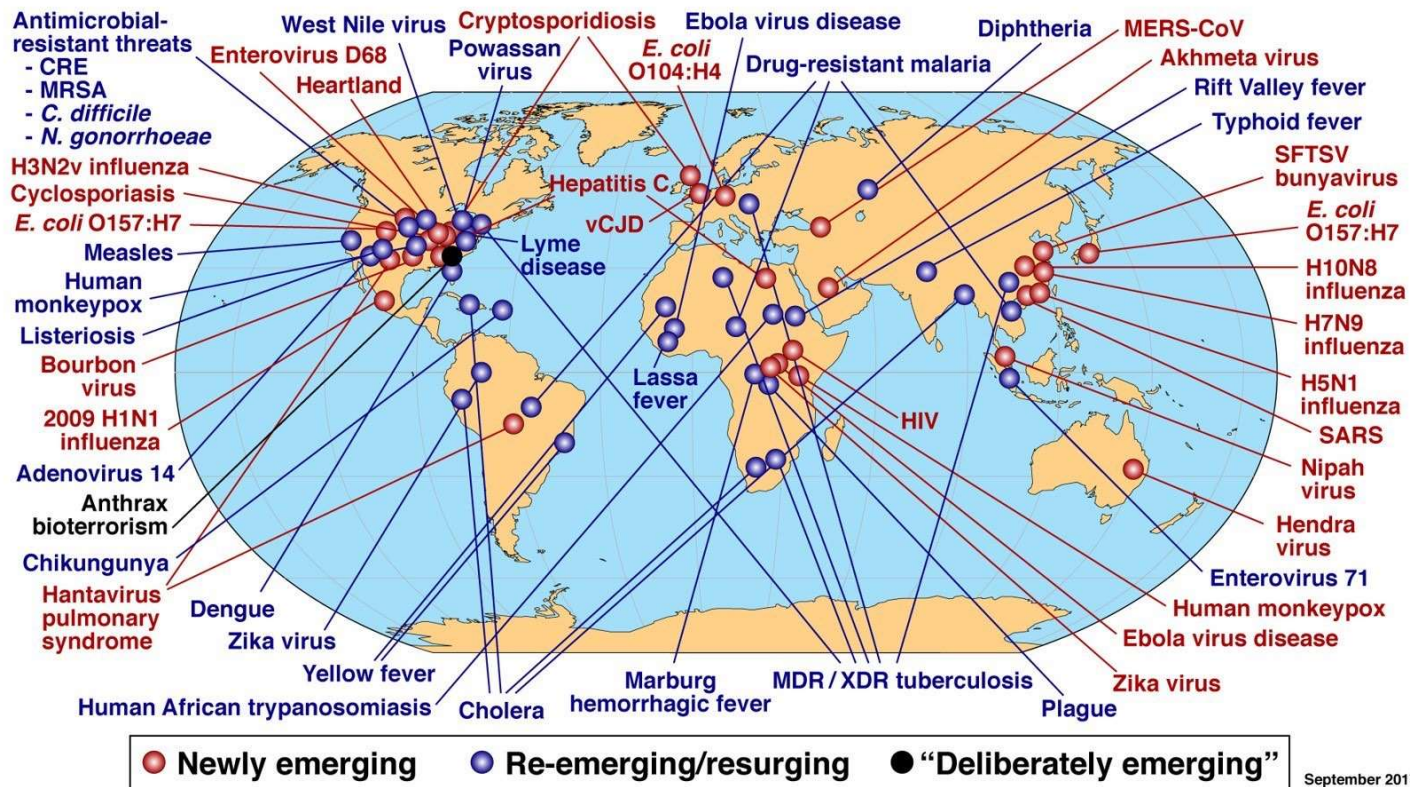 Antimicrobial-
resistant threats
- CRE
- MRSA
- C. difficile
- N. gonorrhoeae
West Nile virus
Enterovirus D68
Heartland
Cryptosporidiosis
Powassan
virus
E. coli
O104:H4
Ebola virus disease
Drug-resistant malaria
Diphtheria
MERS-CoV
Akhmeta virus
Rift Valley fever
Typhoid fever
SFTSV
bunyavirus
E. coli
O157:H7
H10N8
influenza
H7N9
influenza
H5N1
influenza
SARS
Nipah
virus
Hendra
virus
Enterovirus 71
Human monkeypox
Ebola virus disease
Zika virus
Plague
MDR / XDR tuberculosis
Marburg
hemorrhagic fever
Cholera
Human African trypanosomiasis
Yellow fever
Zika virus
Dengue
Hantavirus
pulmonary
syndrome
Chikungunya
Anthrax
bioterrorism
Adenovirus 14
2009 H1N1
influenza
Bourbon
virus
Listeriosis
Human
monkeypox
Measles
E. coli O157:H7
Cyclosporiasis
H3N2v influenza
Lyme
disease
Hepatitis C
vCJD
Lassa
fever
HIV
Newly emerging
Re-emerging/resurging
“Deliberately emerging”
September 201